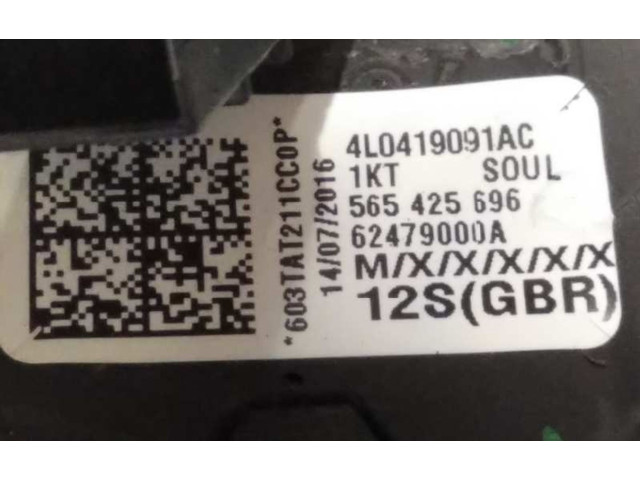 *603TAT211CC0P*
14/07/2016
4L0419091AC
1KT SOUL
565 425 696
62479000A
M/X/X/X/X/X
12S(GBR)